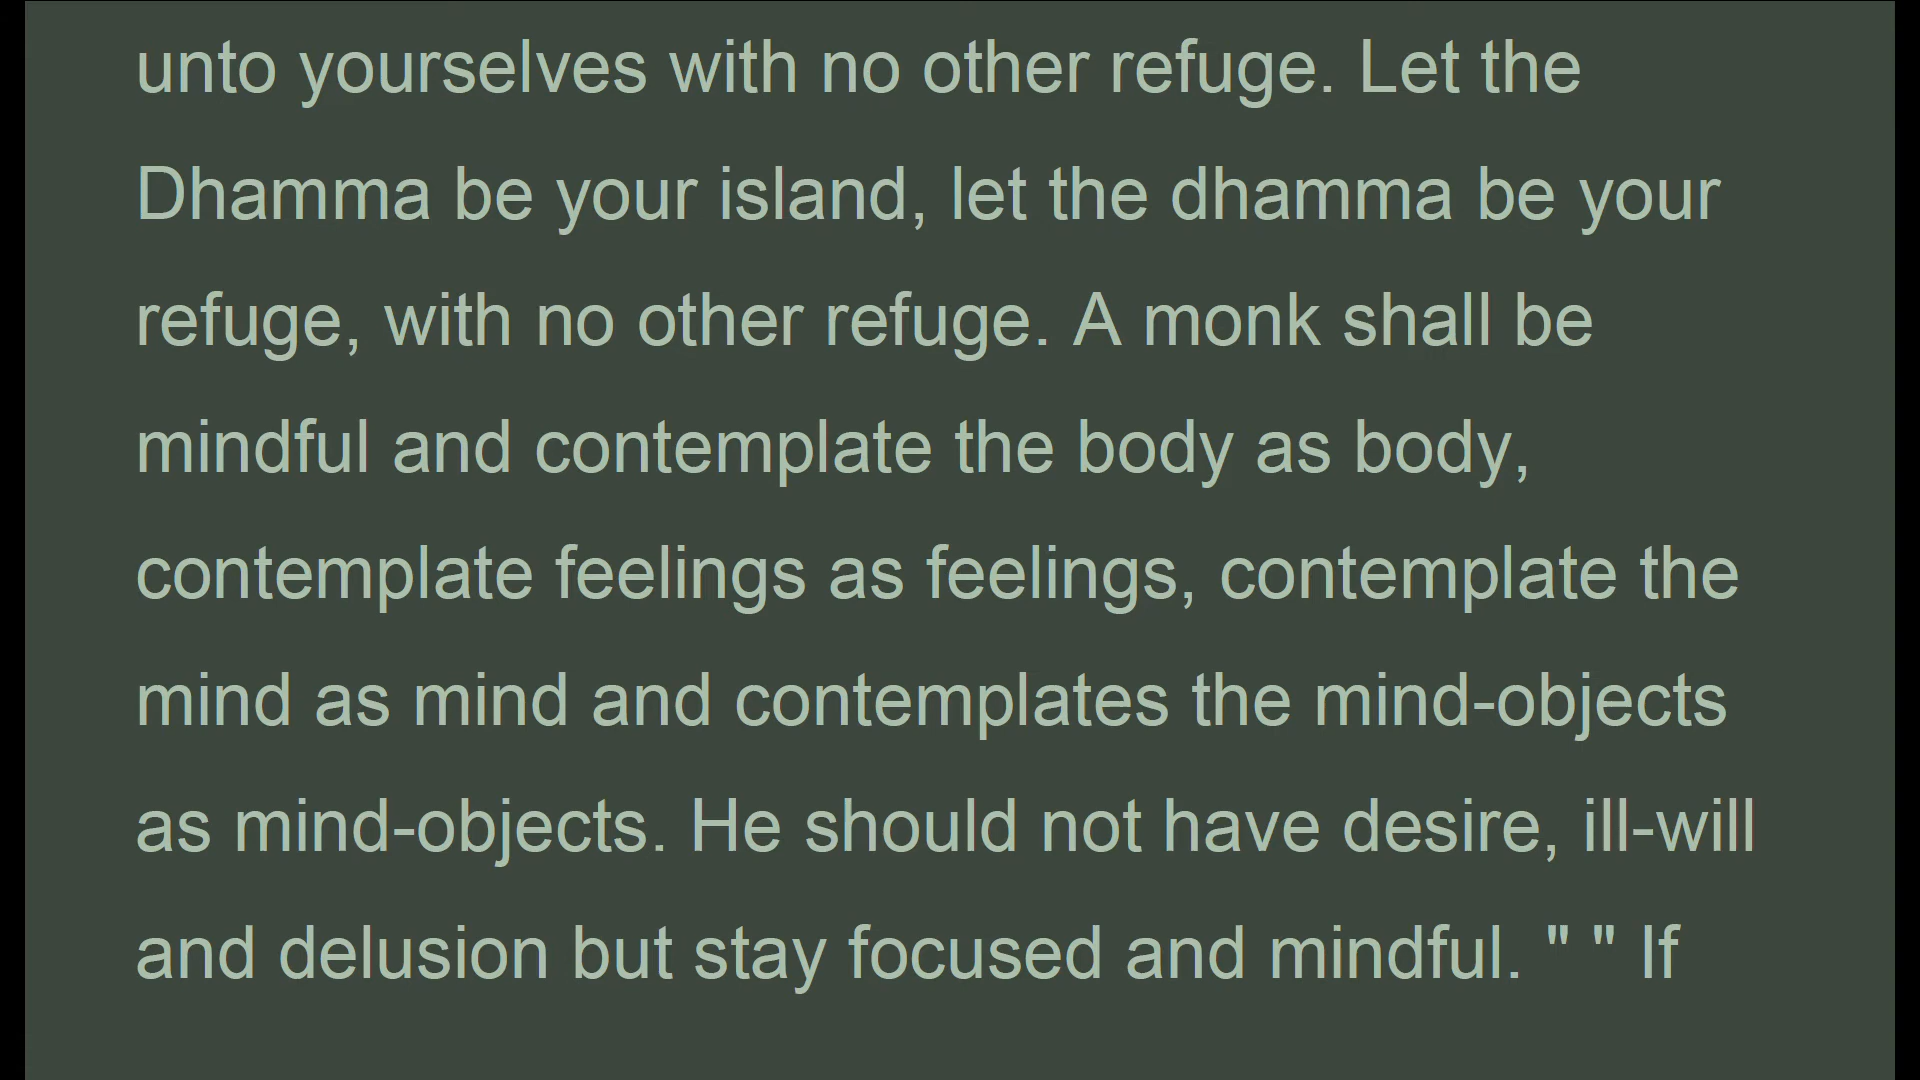 unto yourselves with no other refuge. Let the
Dhamma be your island, let the dhamma be your
refuge, with no other refuge. A monk shall be
mindful and contemplate the body as body,
contemplate feelings as feelings, contemplate the
mind as mind and contemplates the mind-objects
as mind-objects. He should not have desire, ill-will
and delusion but stay focused and mindful. " " If